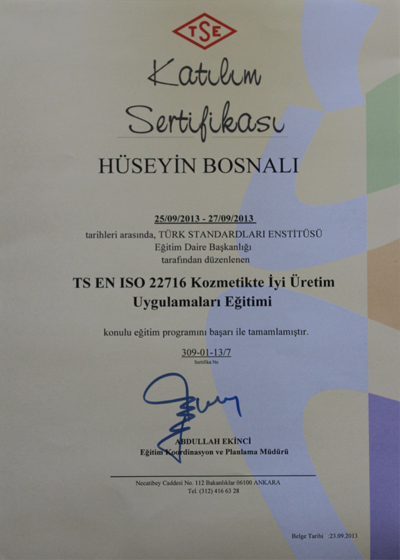 TSE
Katılım
Sertifikası
HÜSEYİN BOSNALI
25/09/2013 - 27/09/2013
tarihleri arasında, TÜRK STANDARDLARI ENSTİTÜSÜ
Eğitim Daire Başkanlığı
tarafından düzenlenen
TS EN ISO 22716 Kozmetikte İyi Üretim
Uygulamaları Eğitimi
konulu eğitim programını başarı ile tamamlamıştır.
309-01-13/7
Sertifika No
ABDULLAH EKİNCİ
Eğitim Koordinasyon ve Planlama Müdürü
Necatibey Caddesi No. 112 Bakanlıklar 06100 ANKARA
Tel. (312) 416 63 28
Belge Tarihi 23.09.2013